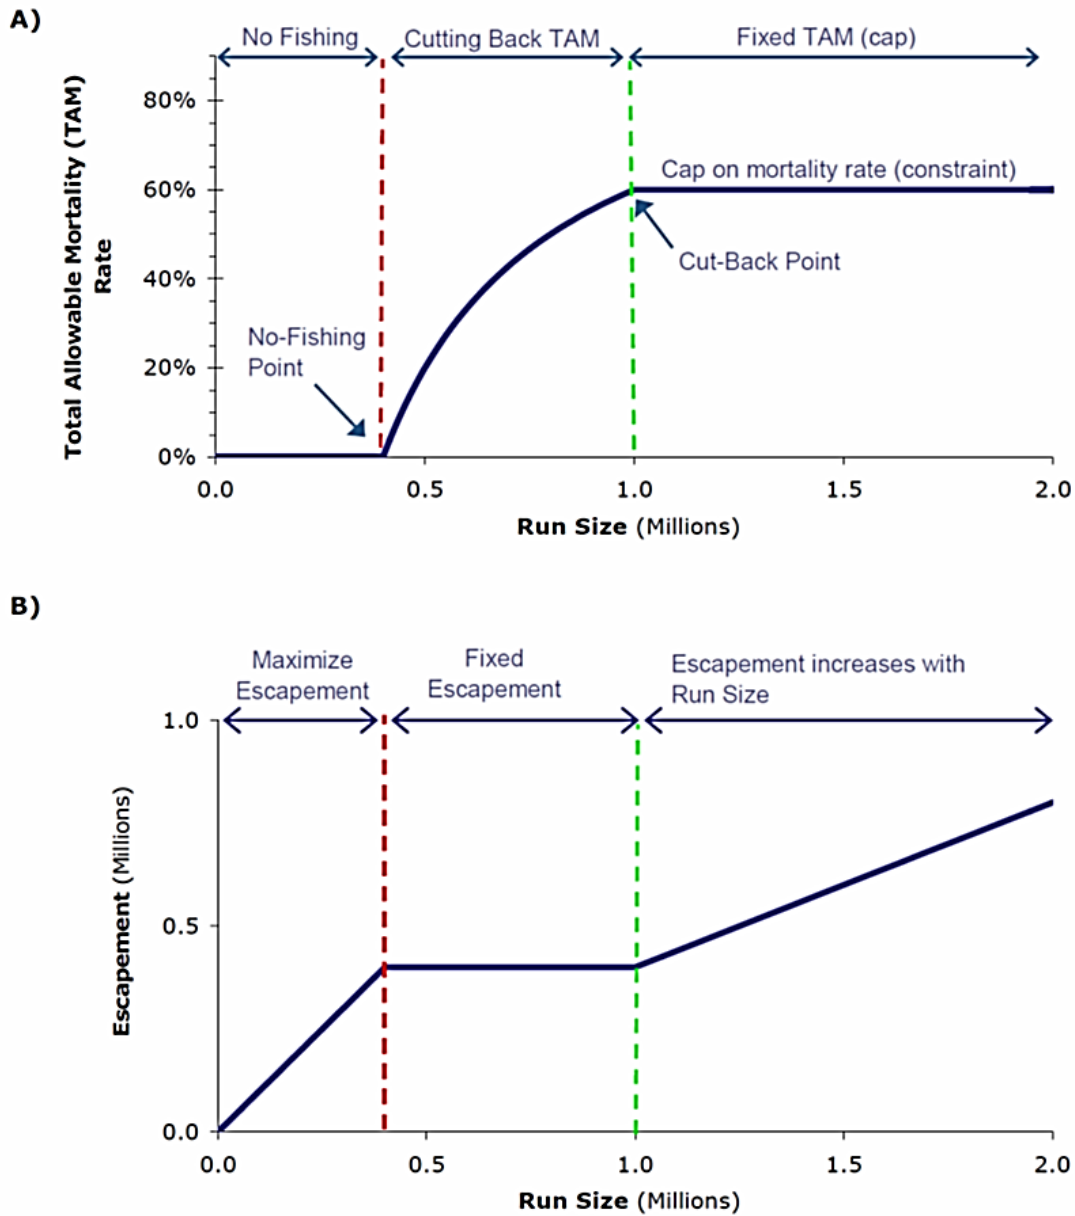 A)
No Fishing
Cutting Back TAM
Fixed TAM (cap)
Total Allowable Mortality (TAM)
Rate
80%
60%
40%
20%
0%
Cap on mortality rate (constraint)
Cut-Back Point
No-Fishing
Point
0.0
0.5
1.0
1.5
2.0
Run Size (Millions)
B)
Maximize
Escapement
Fixed
Escapement
Escapement increases with
Run Size
Escapement (Millions)
1.0
0.5
0.0
0.0
0.5
1.0
1.5
2.0
Run Size (Millions)